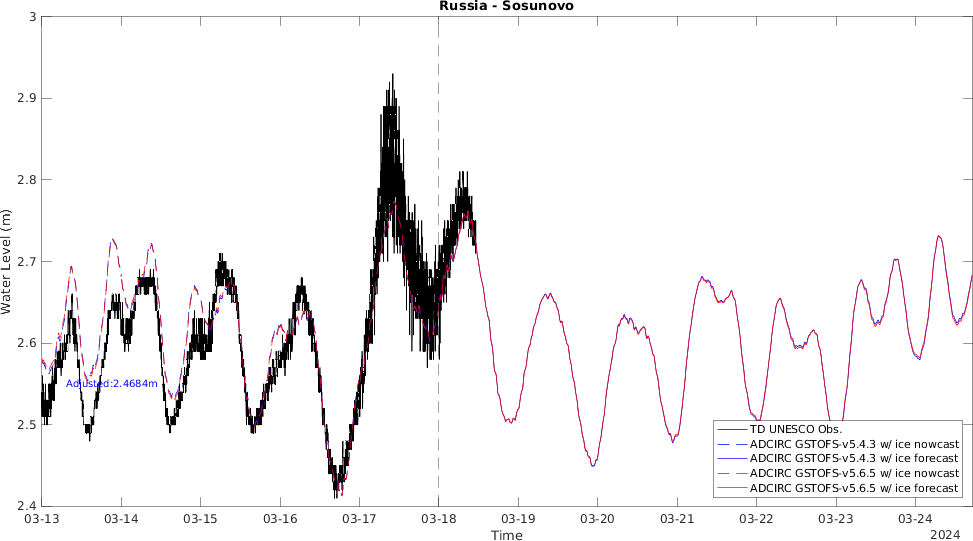 Russia - Sosunovo
3
2.9
2.8
2.7
2.6
2.5
2.4
Water Level (m)
Adjusted:2.4684m
TD UNESCO Obs.
ADCIRC GSTOFS-v5.4.3 w/ ice nowcast
ADCIRC GSTOFS-v5.4.3 w/ ice forecast
ADCIRC GSTOFS-v5.6.5 w/ ice nowcast
ADCIRC GSTOFS-v5.6.5 w/ ice forecast
03-13 03-14 03-15 03-16 03-17 03-18 03-19 03-20 03-21 03-22 03-23 03-24
Time
2024